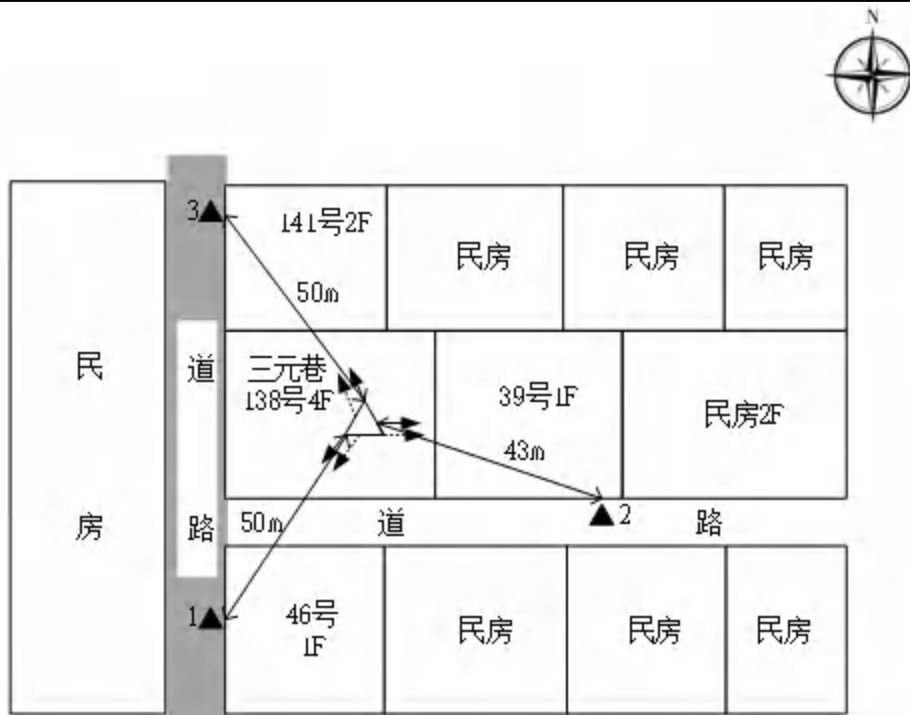 N
3 141号2F 民房 民房 民房
50m
民 道 三元巷 39号1F 民房2F
138号4F
43m
房 路 50m 道 2 路
1 46号 民房 民房 民房
1F